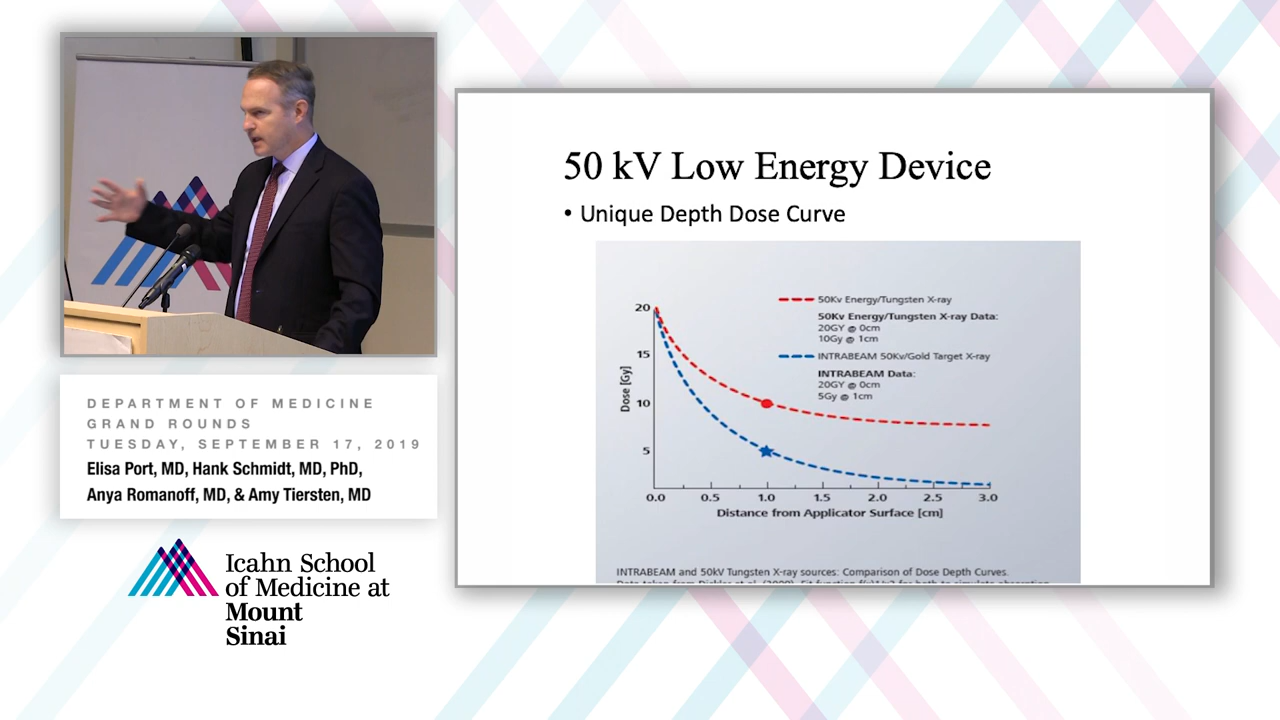 DEPARTMENT OF MEDICINE
GRAND ROUNDS
TUESDAY, SEPTEMBER 17, 2019
Elisa Port, MD, Hank Schmidt, MD, PhD,
Anya Romanoff, MD, & Amy Tiersten, MD
Icahn School
of Medicine at
Mount
Sinai
50 kV Low Energy Device
• Unique Depth Dose Curve
50Kv Energy/Tungsten X-ray
50Kv Energy/Tungsten X-ray Data:
20GY @ 0cm
10Gy @ 1cm
INTRABEAM 50Kv/Gold Target X-ray
INTRABEAM Data:
20GY @ 0cm
5Gy @ 1cm
Dose [Gy]
20
15
10
5
0.0 0.5 1.0 1.5 2.0 2.5 3.0
Distance from Applicator Surface [cm]
INTRABEAM and 50kV Tungsten X-ray sources: Comparison of Dose Depth Curves.